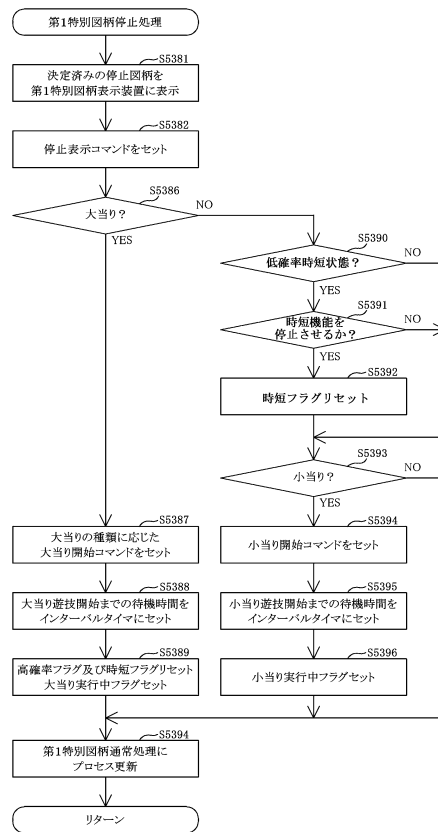 第1特別図柄停止処理
S5381
決定済みの停止図柄を
第1特別図柄表示装置に表示
S5382
停止表示コマンドをセット
S5386
大当り？
NO
YES
S5390
低確率時短状態？
NO
YES
S5391
時短機能を
停止させるか？
NO
YES
S5392
時短フラグリセット
S5393
小当り？
NO
YES
S5387
大当りの種類に応じた
大当り開始コマンドをセット
S5394
小当り開始コマンドをセット
S5388
大当り遊技開始までの待機時間を
インターバルタイマにセット
S5395
小当り遊技開始までの待機時間を
インターバルタイマにセット
S5389
高確率フラグ及び時短フラグリセット
大当り実行中フラグセット
S5396
小当り実行中フラグセット
S5394
第1特別図柄通常処理に
プロセス更新
リターン